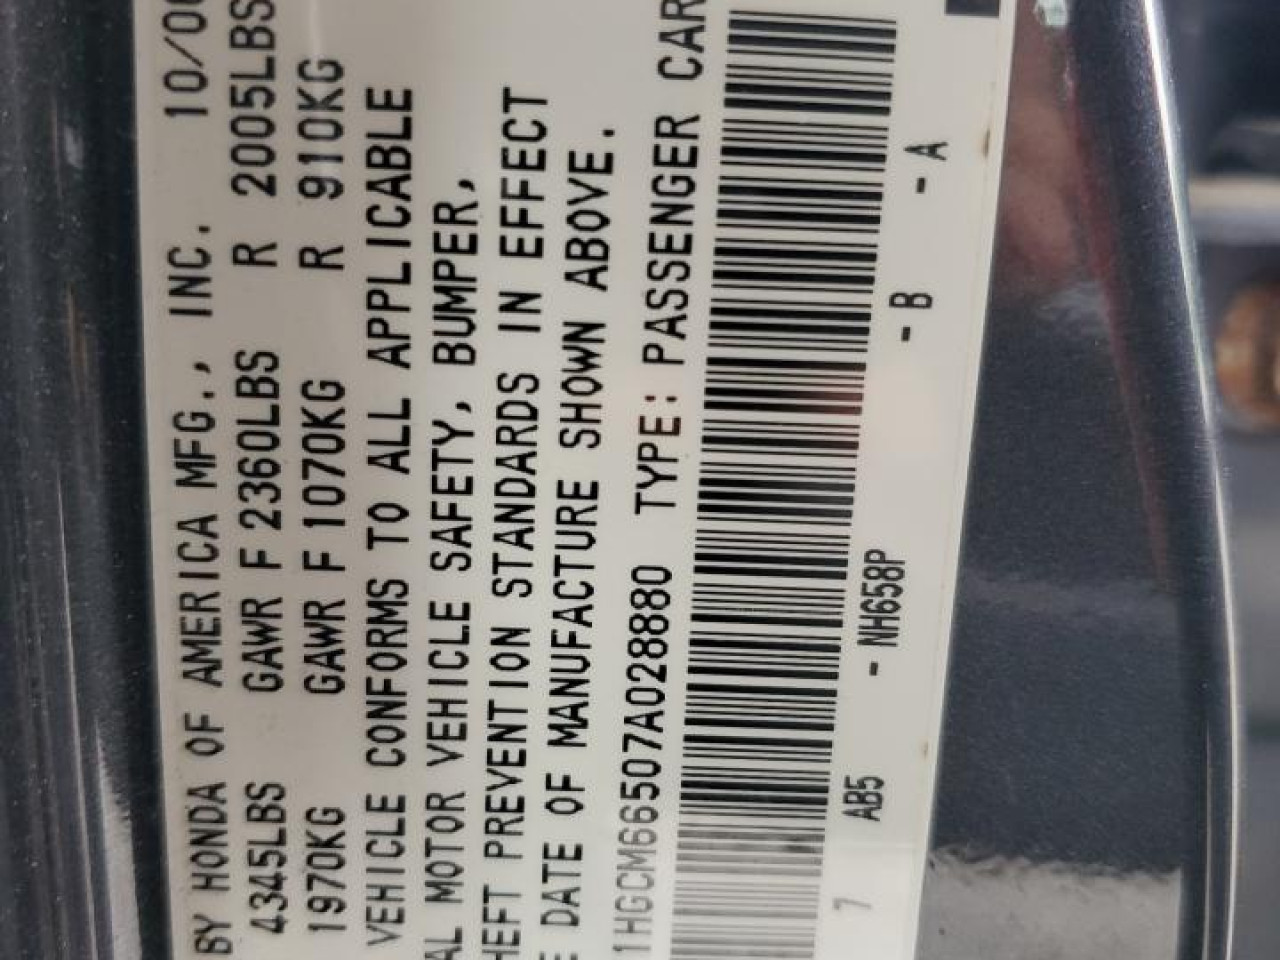 BY HONDA OF AMERICA MFG., INC. 10/06
4345LBS GAWR F 2360LBS R 2005LBS
1970KG GAWR F 1070KG R 910KG
VEHICLE CONFORMS TO ALL APPLICABLE
AL MOTOR VEHICLE SAFETY, BUMPER,
HEFT PREVENTION STANDARDS IN EFFECT
E DATE OF MANUFACTURE SHOWN ABOVE.
1HGCM66507A028880 TYPE: PASSENGER CAR
7 AB5 - NH658P - B - A